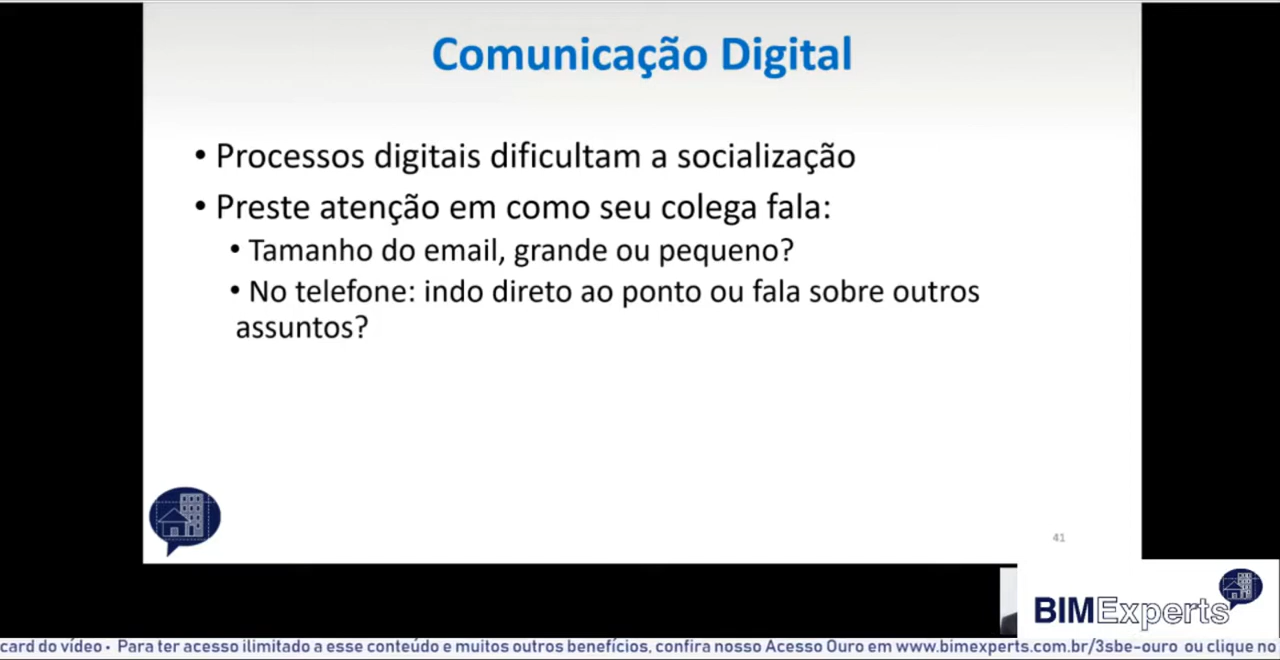 Comunicação Digital
• Processos digitais dificultam a socialização
• Preste atenção em como seu colega fala:
• Tamanho do email, grande ou pequeno?
• No telefone: indo direto ao ponto ou fala sobre outros
assuntos?
41
BIMExperts
card do vídeo • Para ter acesso ilimitado a esse conteúdo e muitos outros benefícios, confira nosso Acesso Ouro em www.bimexperts.com.br/3sbe-ouro ou clique no